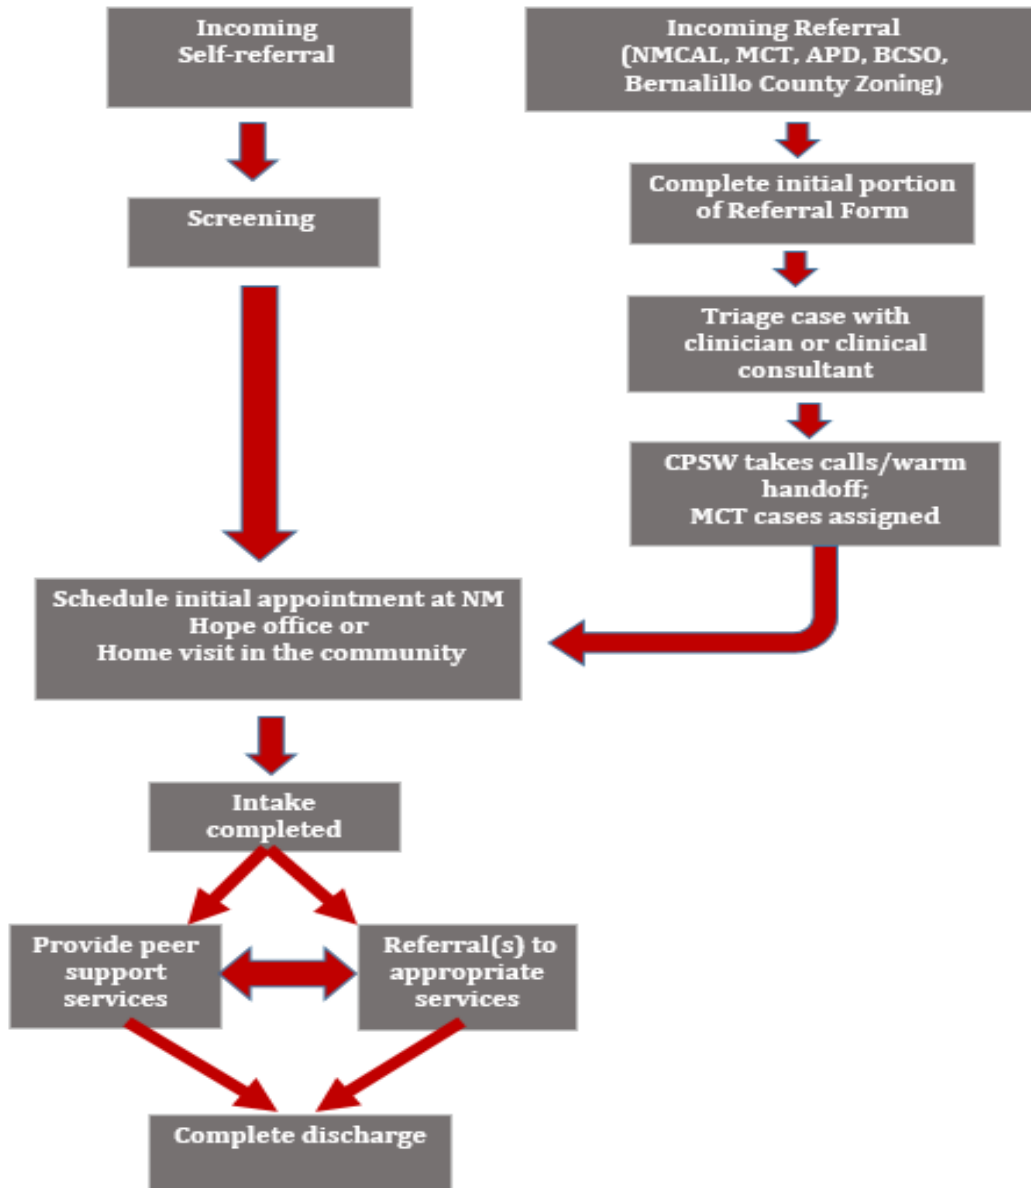 Incoming
Self-referral
Incoming Referral
(NMCAL, MCT, APD, BCSO,
Bernalillo County Zoning)
Screening
Complete initial portion
of Referral Form
Triage case with
clinician or clinical
consultant
CPSW takes calls/warm
handoff;
MCT cases assigned
Schedule initial appointment at NM
Hope office or
Home visit in the community
Intake
completed
Provide peer
support
services
Referral(s) to
appropriate
services
Complete discharge